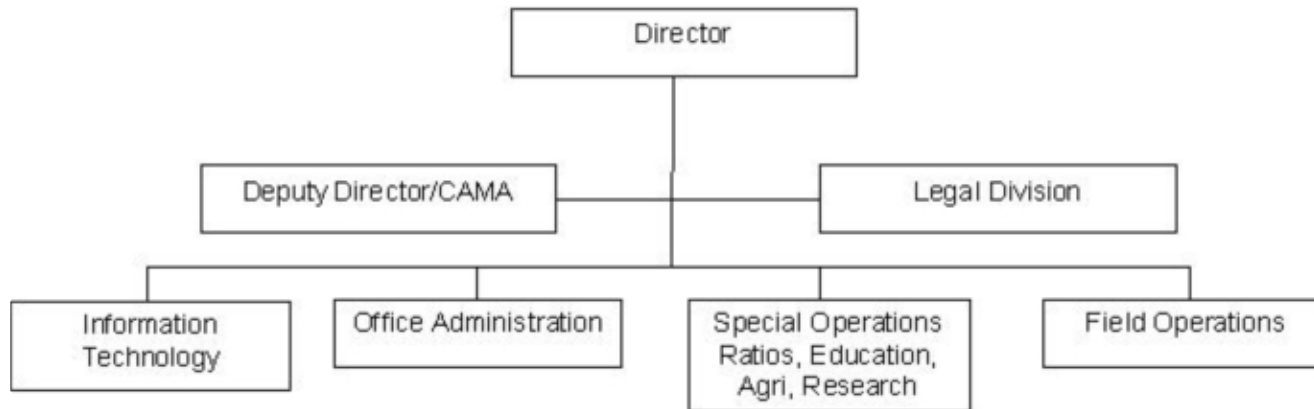 Director
Deputy Director/CAMA
Legal Division
Information
Technology
Office Administration
Special Operations
Ratios, Education,
Agri, Research
Field Operations